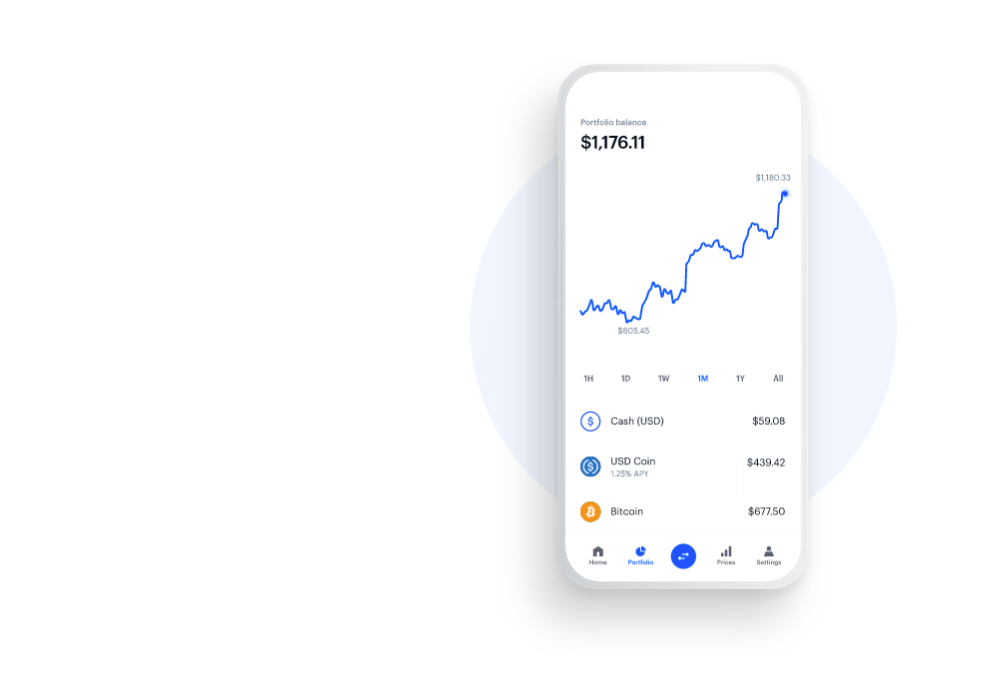 Portfolio balance
$1,176.11
$1,180.33
$805.45
1H 1D 1W 1M 1Y All
Cash (USD) $59.08
USD Coin $439.42
1.25% APY
Bitcoin $677.50
Home Portfolio Prices Settings